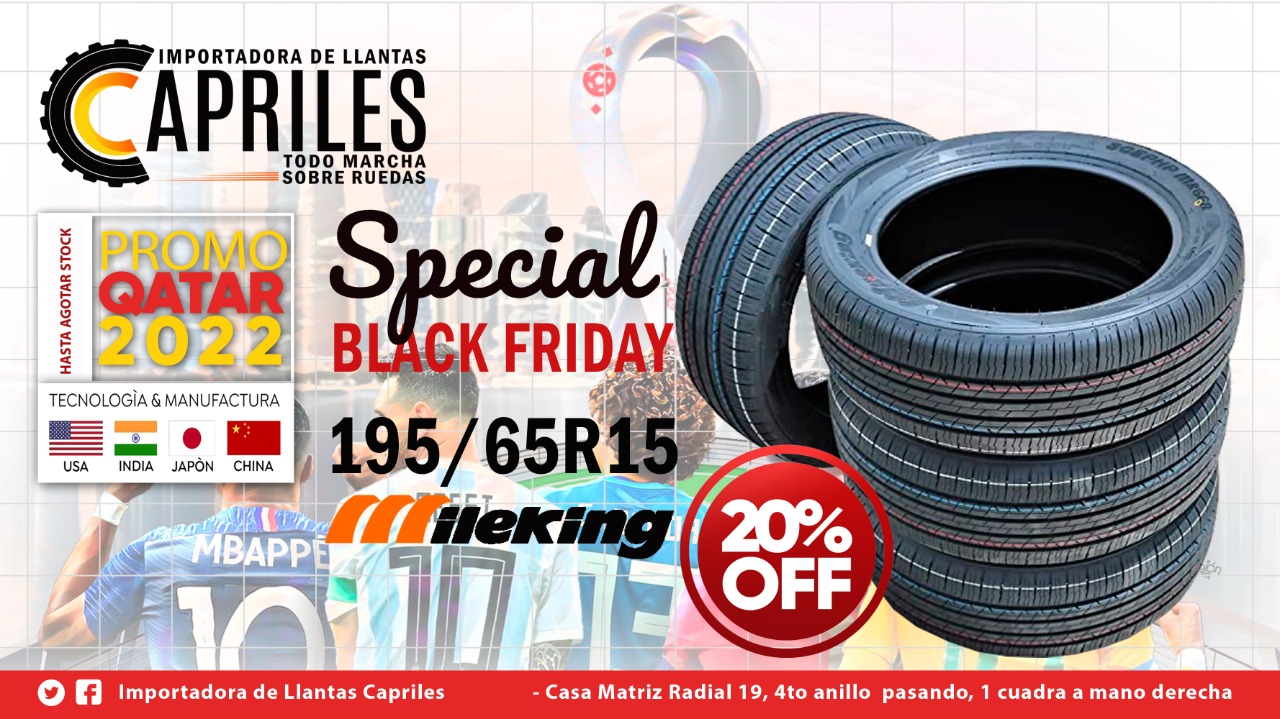 IMPORTADORA DE LLANTAS
CAPRILES
TODO MARCHA
SOBRE RUEDAS
HASTA AGOTAR STOCK
PROMO
QATAR
2022
TECNOLOGÌA & MANUFACTURA
USA
INDIA
JAPÒN
CHINA
Special
BLACK FRIDAY
195/65R15
Mileking
20%
OFF
MBAPPÉ
10
10
Importadora de Llantas Capriles
- Casa Matriz Radial 19, 4to anillo pasando, 1 cuadra a mano derecha